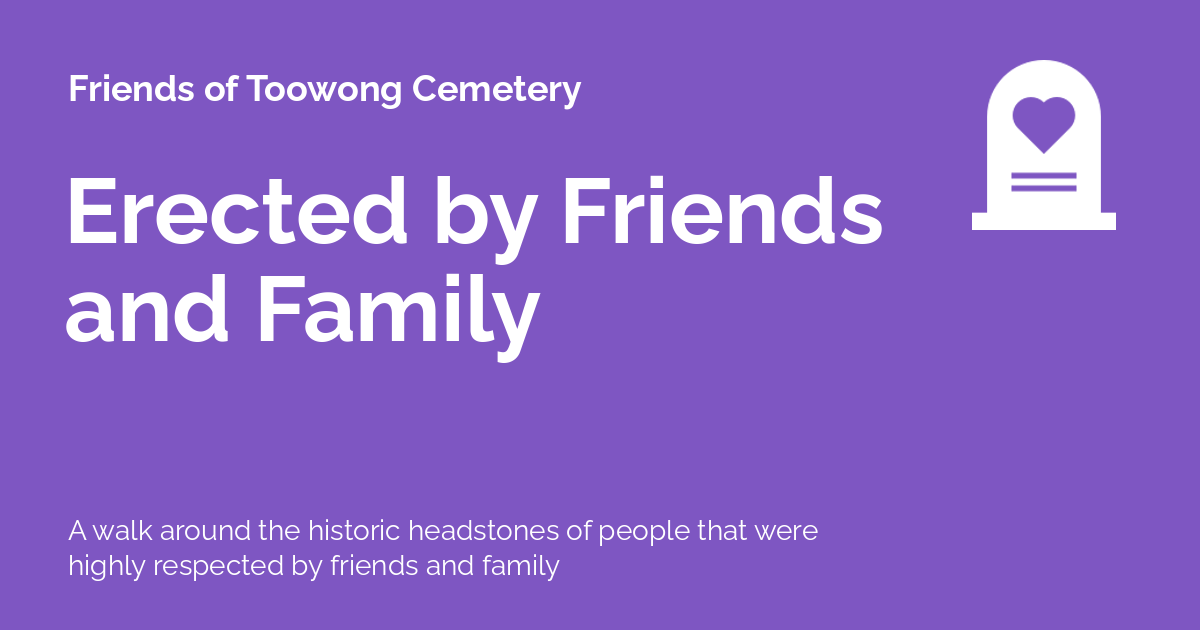 Friends of Toowong Cemetery
Erected by Friends
and Family
A walk around the historic headstones of people that were
highly respected by friends and family